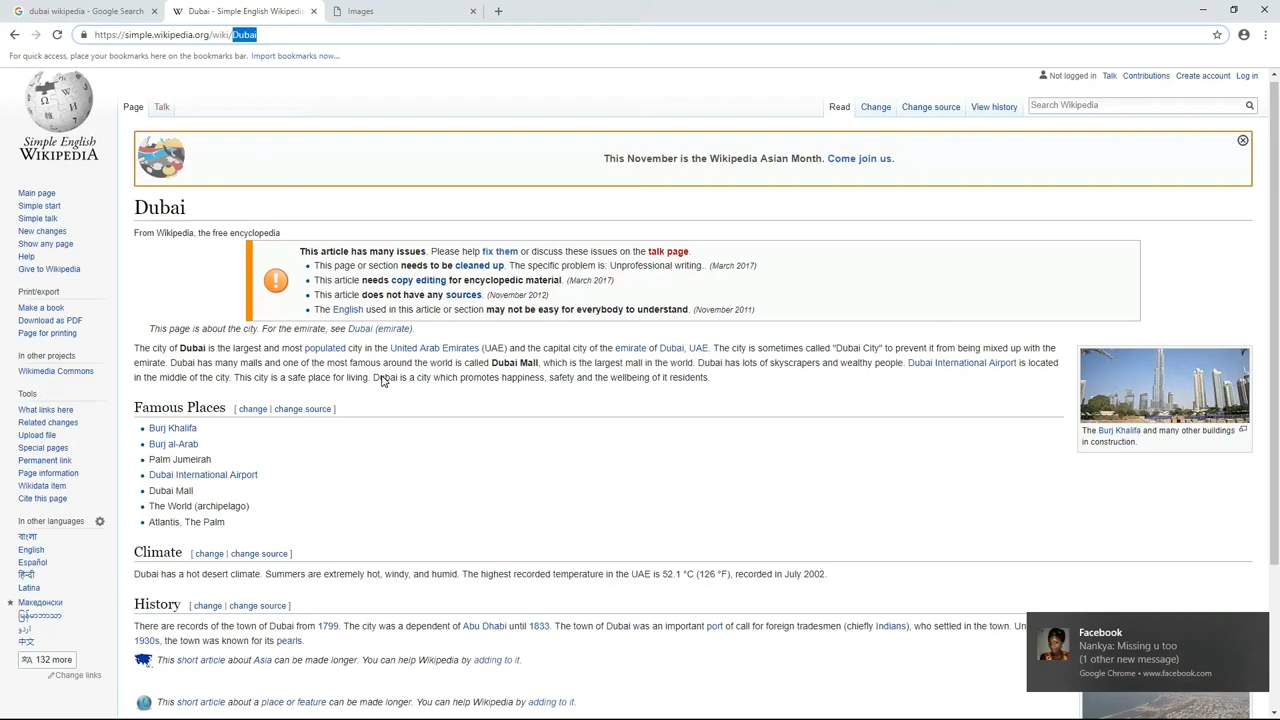 dubai wikipedia - Google Search
Dubai - Simple English Wikipedi
Images
https://simple.wikipedia.org/wiki/Dubai
For quick access, place your bookmarks here on the bookmarks bar. Import bookmarks now...
Not logged in Talk Contributions Create account Log in
Page Talk
Read Change Change source View history
Search Wikipedia
Simple English
WIKIPEDIA
This November is the Wikipedia Asian Month. Come join us.
Main page
Simple start
Simple talk
New changes
Show any page
Help
Give to Wikipedia
Print/export
Make a book
Download as PDF
Page for printing
In other projects
Wikimedia Commons
Tools
What links here
Related changes
Upload file
Special pages
Permanent link
Page information
Wikidata item
Cite this page
In other languages
বাংলা
English
Español
हिन्दी
Latina
Македонски
မြန်မာဘာသာ
اردو
中文
132 more
Change links
Dubai
From Wikipedia, the free encyclopedia
This article has many issues. Please help fix them or discuss these issues on the talk page.
• This page or section needs to be cleaned up. The specific problem is: Unprofessional writing.. (March 2017)
• This article needs copy editing for encyclopedic material. (March 2017)
• This article does not have any sources. (November 2012)
• The English used in this article or section may not be easy for everybody to understand. (November 2011)
This page is about the city. For the emirate, see Dubai (emirate).
The city of Dubai is the largest and most populated city in the United Arab Emirates (UAE) and the capital city of the emirate of Dubai, UAE. The city is sometimes called "Dubai City" to prevent it from being mixed up with the
emirate. Dubai has many malls and one of the most famous around the world is called Dubai Mall, which is the largest mall in the world. Dubai has lots of skyscrapers and wealthy people. Dubai International Airport is located
in the middle of the city. This city is a safe place for living. Dubai is a city which promotes happiness, safety and the wellbeing of it residents.
The Burj Khalifa and many other buildings
in construction.
Famous Places [ change | change source ]
• Burj Khalifa
• Burj al-Arab
• Palm Jumeirah
• Dubai International Airport
• Dubai Mall
• The World (archipelago)
• Atlantis, The Palm
Climate [ change | change source ]
Dubai has a hot desert climate. Summers are extremely hot, windy, and humid. The highest recorded temperature in the UAE is 52.1 °C (126 °F), recorded in July 2002.
History [ change | change source ]
There are records of the town of Dubai from 1799. The city was a dependent of Abu Dhabi until 1833. The town of Dubai was an important port of call for foreign tradesmen (chiefly Indians), who settled in the town. Un
1930s, the town was known for its pearls.
This short article about Asia can be made longer. You can help Wikipedia by adding to it.
This short article about a place or feature can be made longer. You can help Wikipedia by adding to it.
Facebook
Nankya: Missing u too
(1 other new message)
Google Chrome • www.facebook.com